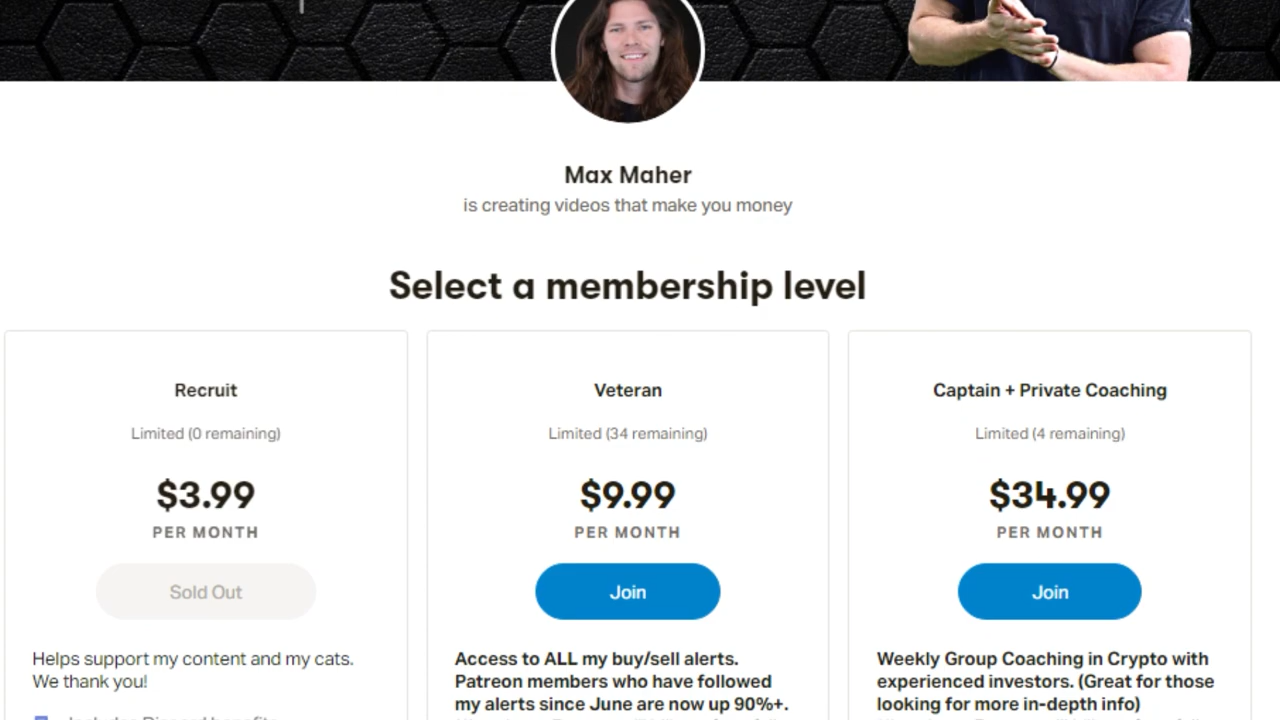 Max Maher
is creating videos that make you money
Select a membership level
Recruit
Limited (0 remaining)
$3.99
PER MONTH
Sold Out
Helps support my content and my cats.
We thank you!
Includes Discord benefits
Veteran
Limited (34 remaining)
$9.99
PER MONTH
Join
Access to ALL my buy/sell alerts.
Patreon members who have followed
my alerts since June are now up 90%+.
Captain + Private Coaching
Limited (4 remaining)
$34.99
PER MONTH
Join
Weekly Group Coaching in Crypto with
experienced investors. (Great for those
looking for more in-depth info)